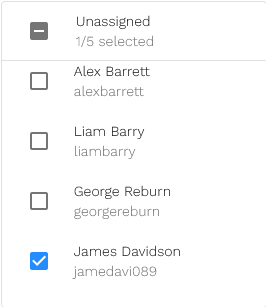 Unassigned
1/5 selected
Alex Barrett
alexbarrett
Liam Barry
liambarry
George Reburn
georgereburn
James Davidson
jamedavi089